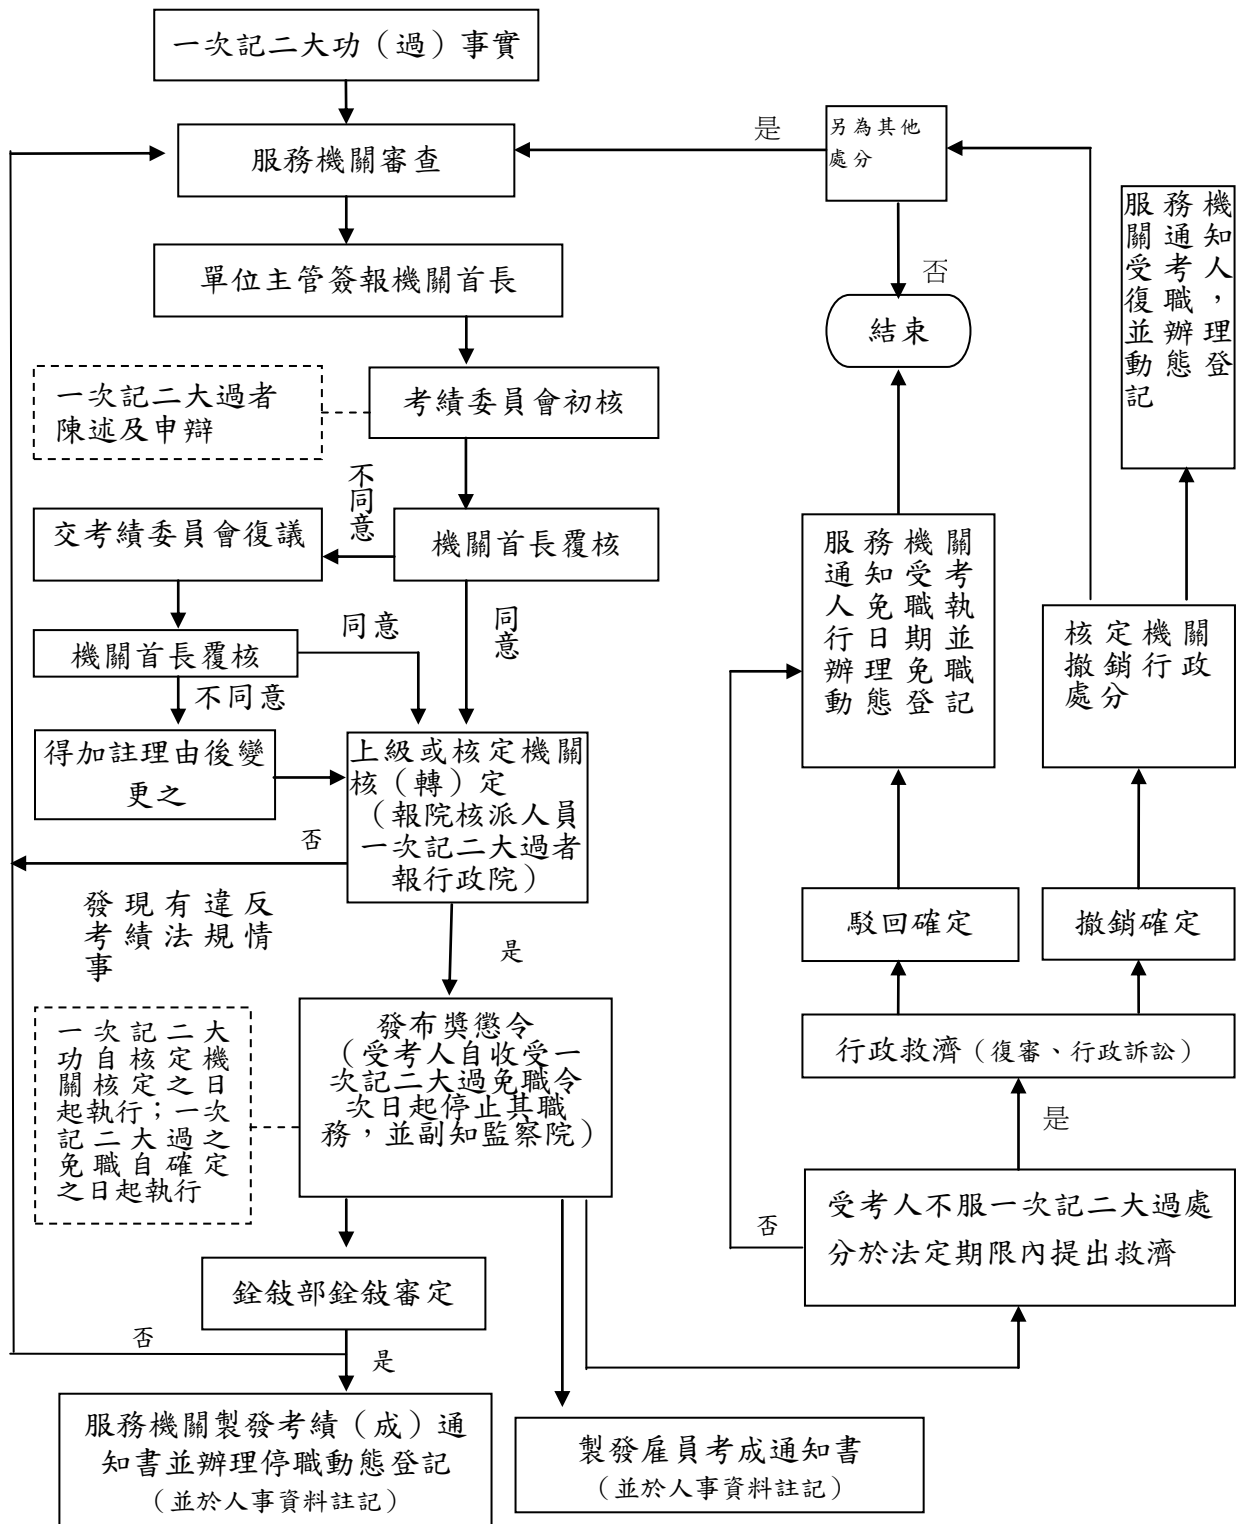 一次記二大功（過）事實
服務機關審查
單位主管簽報機關首長
一次記二大過者
陳述及申辯
考績委員會初核
不
同
意
交考績委員會復議
機關首長覆核
同意
同
意
機關首長覆核
不同意
得加註理由後變
更之
上級或核定機關
核（轉）定
（報院核派人員
一次記二大過者
報行政院）
否
發現有違反
考績法規情
事
是
一次記二大
功自核定機
關核定之日
起執行；一次
記二大過之
免職自確定
之日起執行
發布獎懲令
（受考人自收受一
次記二大過免職令
次日起停止其職
務，並副知監察院）
銓敍部銓敍審定
否
是
服務機關製發考績（成）通
知書並辦理停職動態登記
（並於人事資料註記）
製發雇員考成通知書
（並於人事資料註記）
是
另為其他
處分
否
結束
服務機
關通知
受考人
復職，
並辦理
動態登
記
服務機關
通知受考
人免職執
行日期並
辦理免職
動態登記
核定機關
撤銷行政
處分
駁回確定
撤銷確定
行政救濟（復審、行政訴訟）
是
否
受考人不服一次記二大過處
分於法定期限內提出救濟